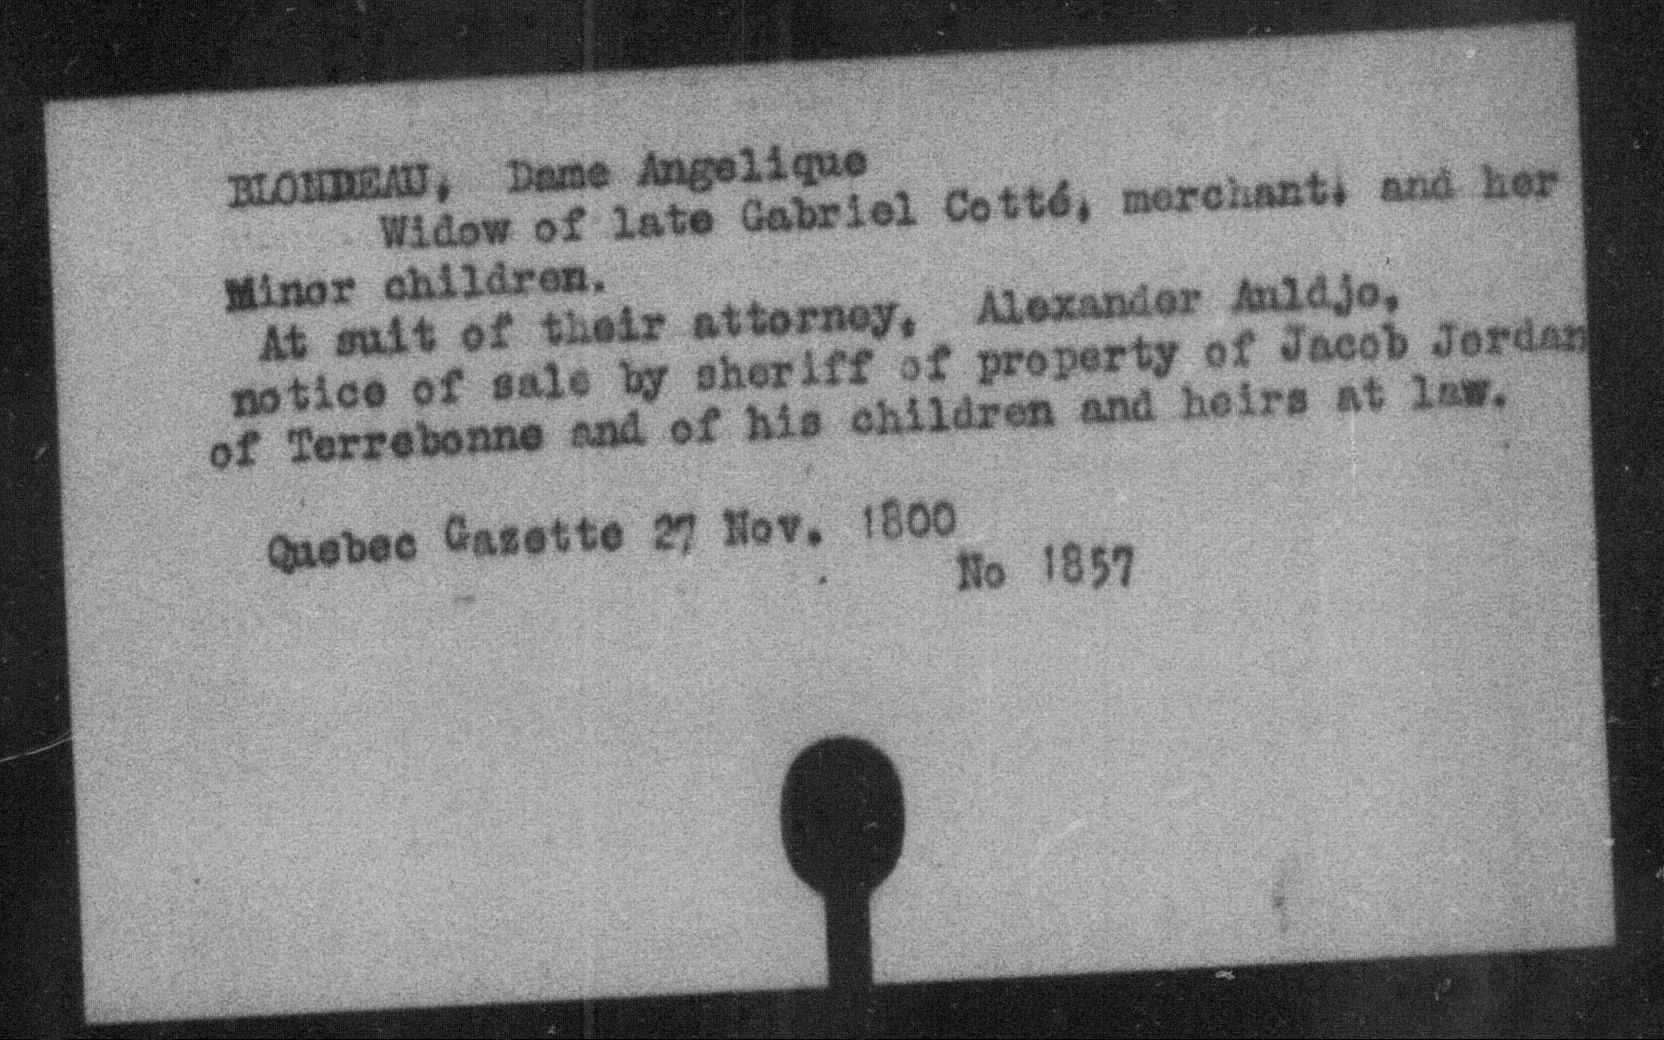 BLONDEAU, Dame Angelique
Widow of late Gabriel Cotté, merchant, and her
Minor children.
At suit of their attorney, Alexander Auldjo,
notice of sale by sheriff of property of Jacob Jordan
of Terrebonne and of his children and heirs at law.
Quebec Gazette 27 Nov. 1800
No 1857